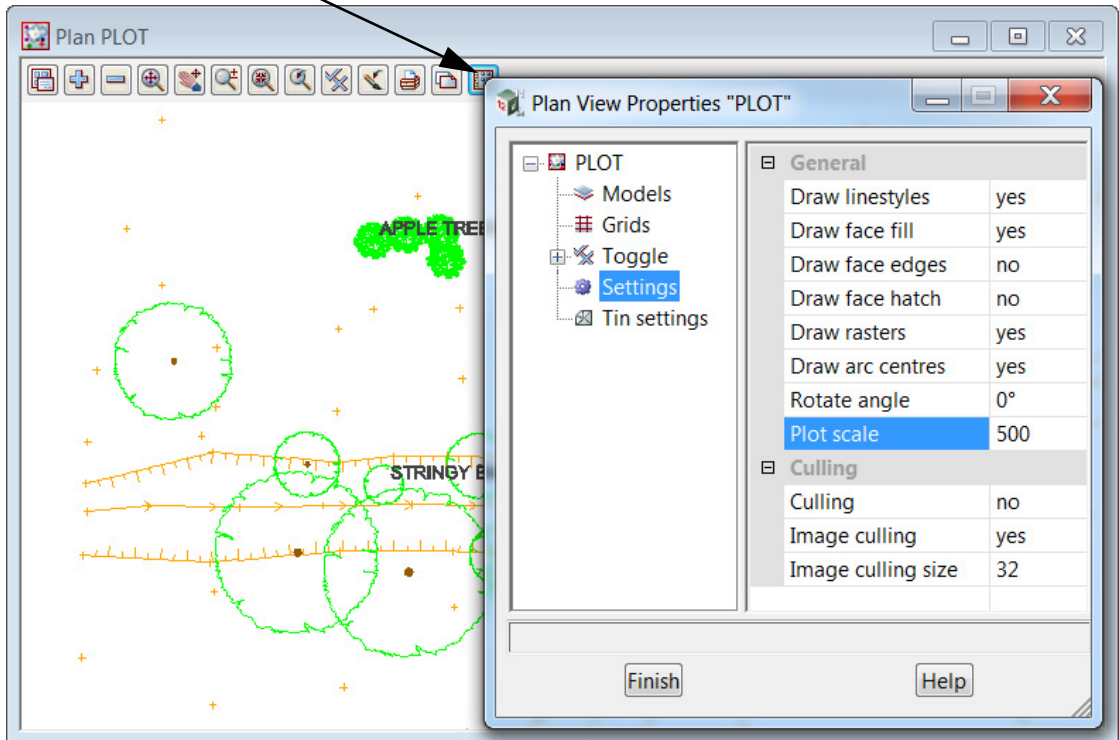 Plan PLOT
Plan View Properties "PLOT"
PLOT
Models
Grids
Toggle
Settings
Tin settings
General
Draw linestyles yes
Draw face fill yes
Draw face edges no
Draw face hatch no
Draw rasters yes
Draw arc centres yes
Rotate angle 0°
Plot scale 500
Culling
Culling no
Image culling yes
Image culling size 32
APPLE TREE
STRINGY
Finish Help